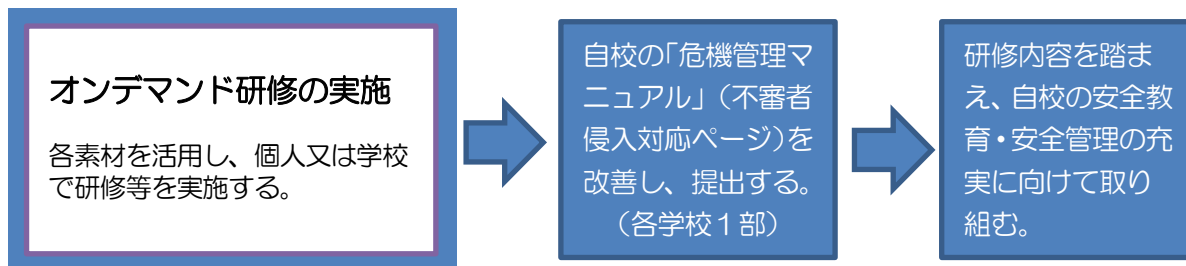 オンデマンド研修の実施
各素材を活用し、個人又は学校
で研修等を実施する。
自校の「危機管理マ
ニュアル」（不審者
侵入対応ページ）を
改善し、提出する。
（各学校１部）
研修内容を踏ま
え、自校の安全教
育・安全管理の充
実に向けて取り
組む。